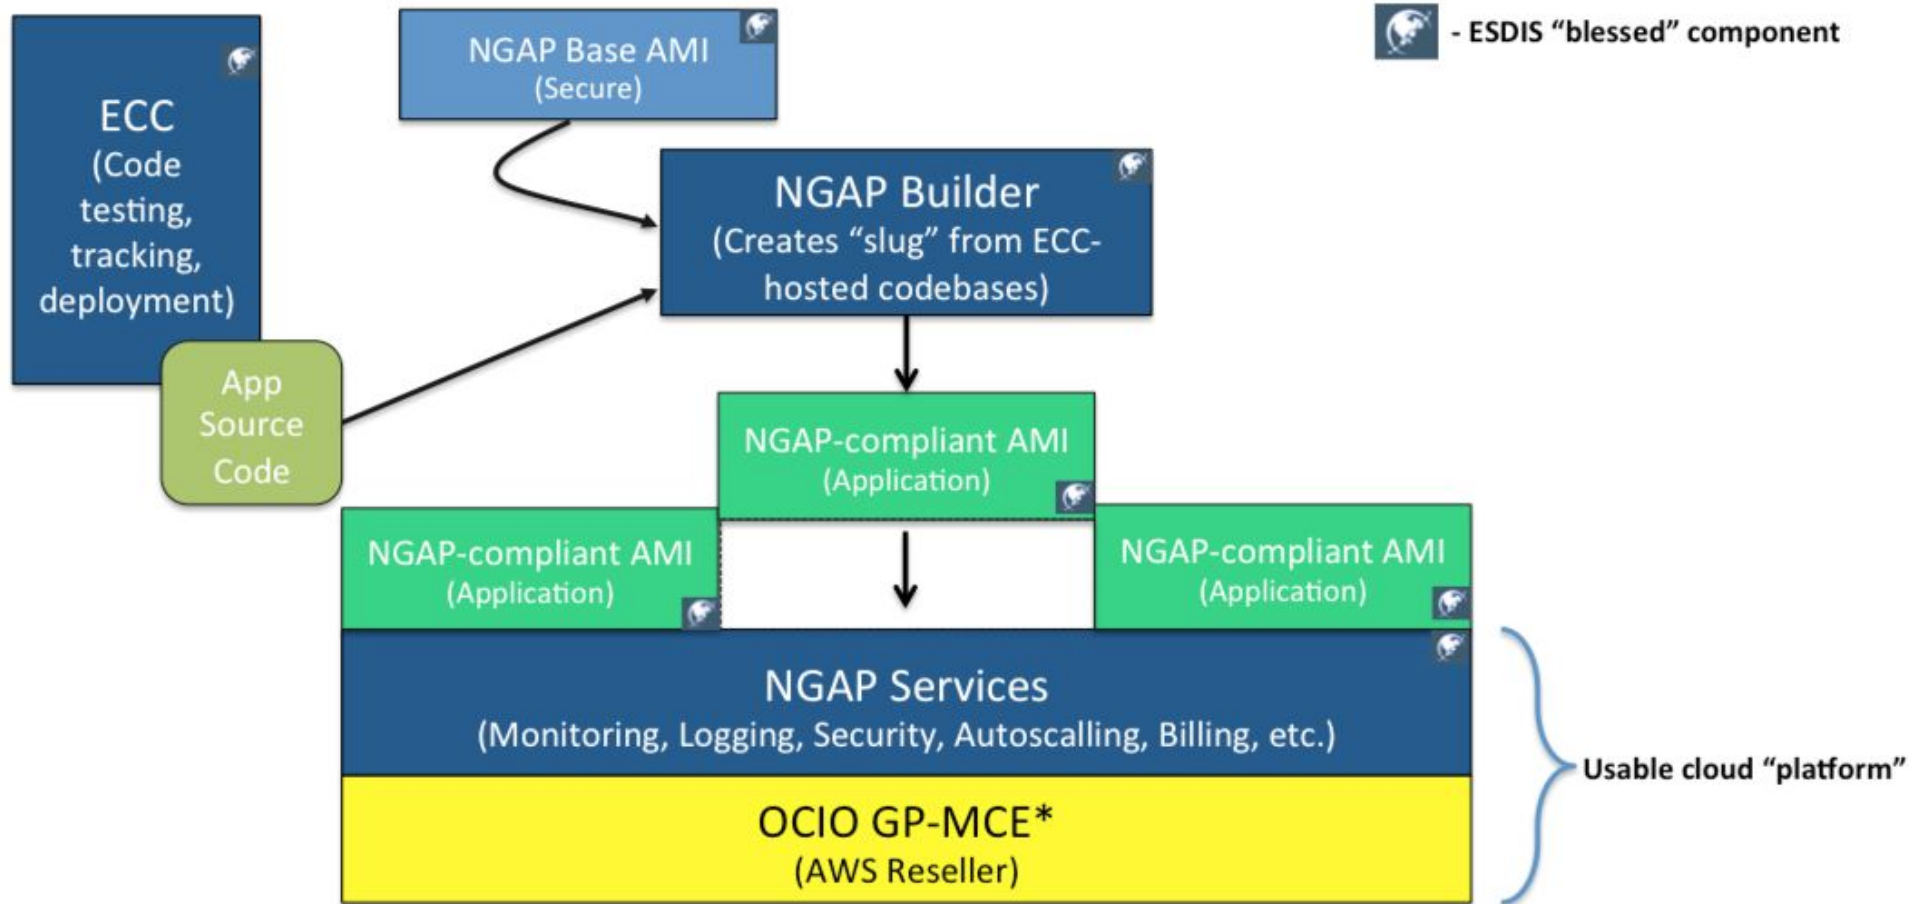 ECC
(Code
testing,
tracking,
deployment)
App
Source
Code
NGAP Base AMI
(Secure)
- ESDIS “blessed” component
NGAP Builder
(Creates “slug” from ECC-
hosted codebases)
NGAP-compliant AMI
(Application)
NGAP-compliant AMI
(Application)
NGAP-compliant AMI
(Application)
NGAP Services
(Monitoring, Logging, Security, Autoscalling, Billing, etc.)
Usable cloud “platform”
OCIO GP-MCE*
(AWS Reseller)